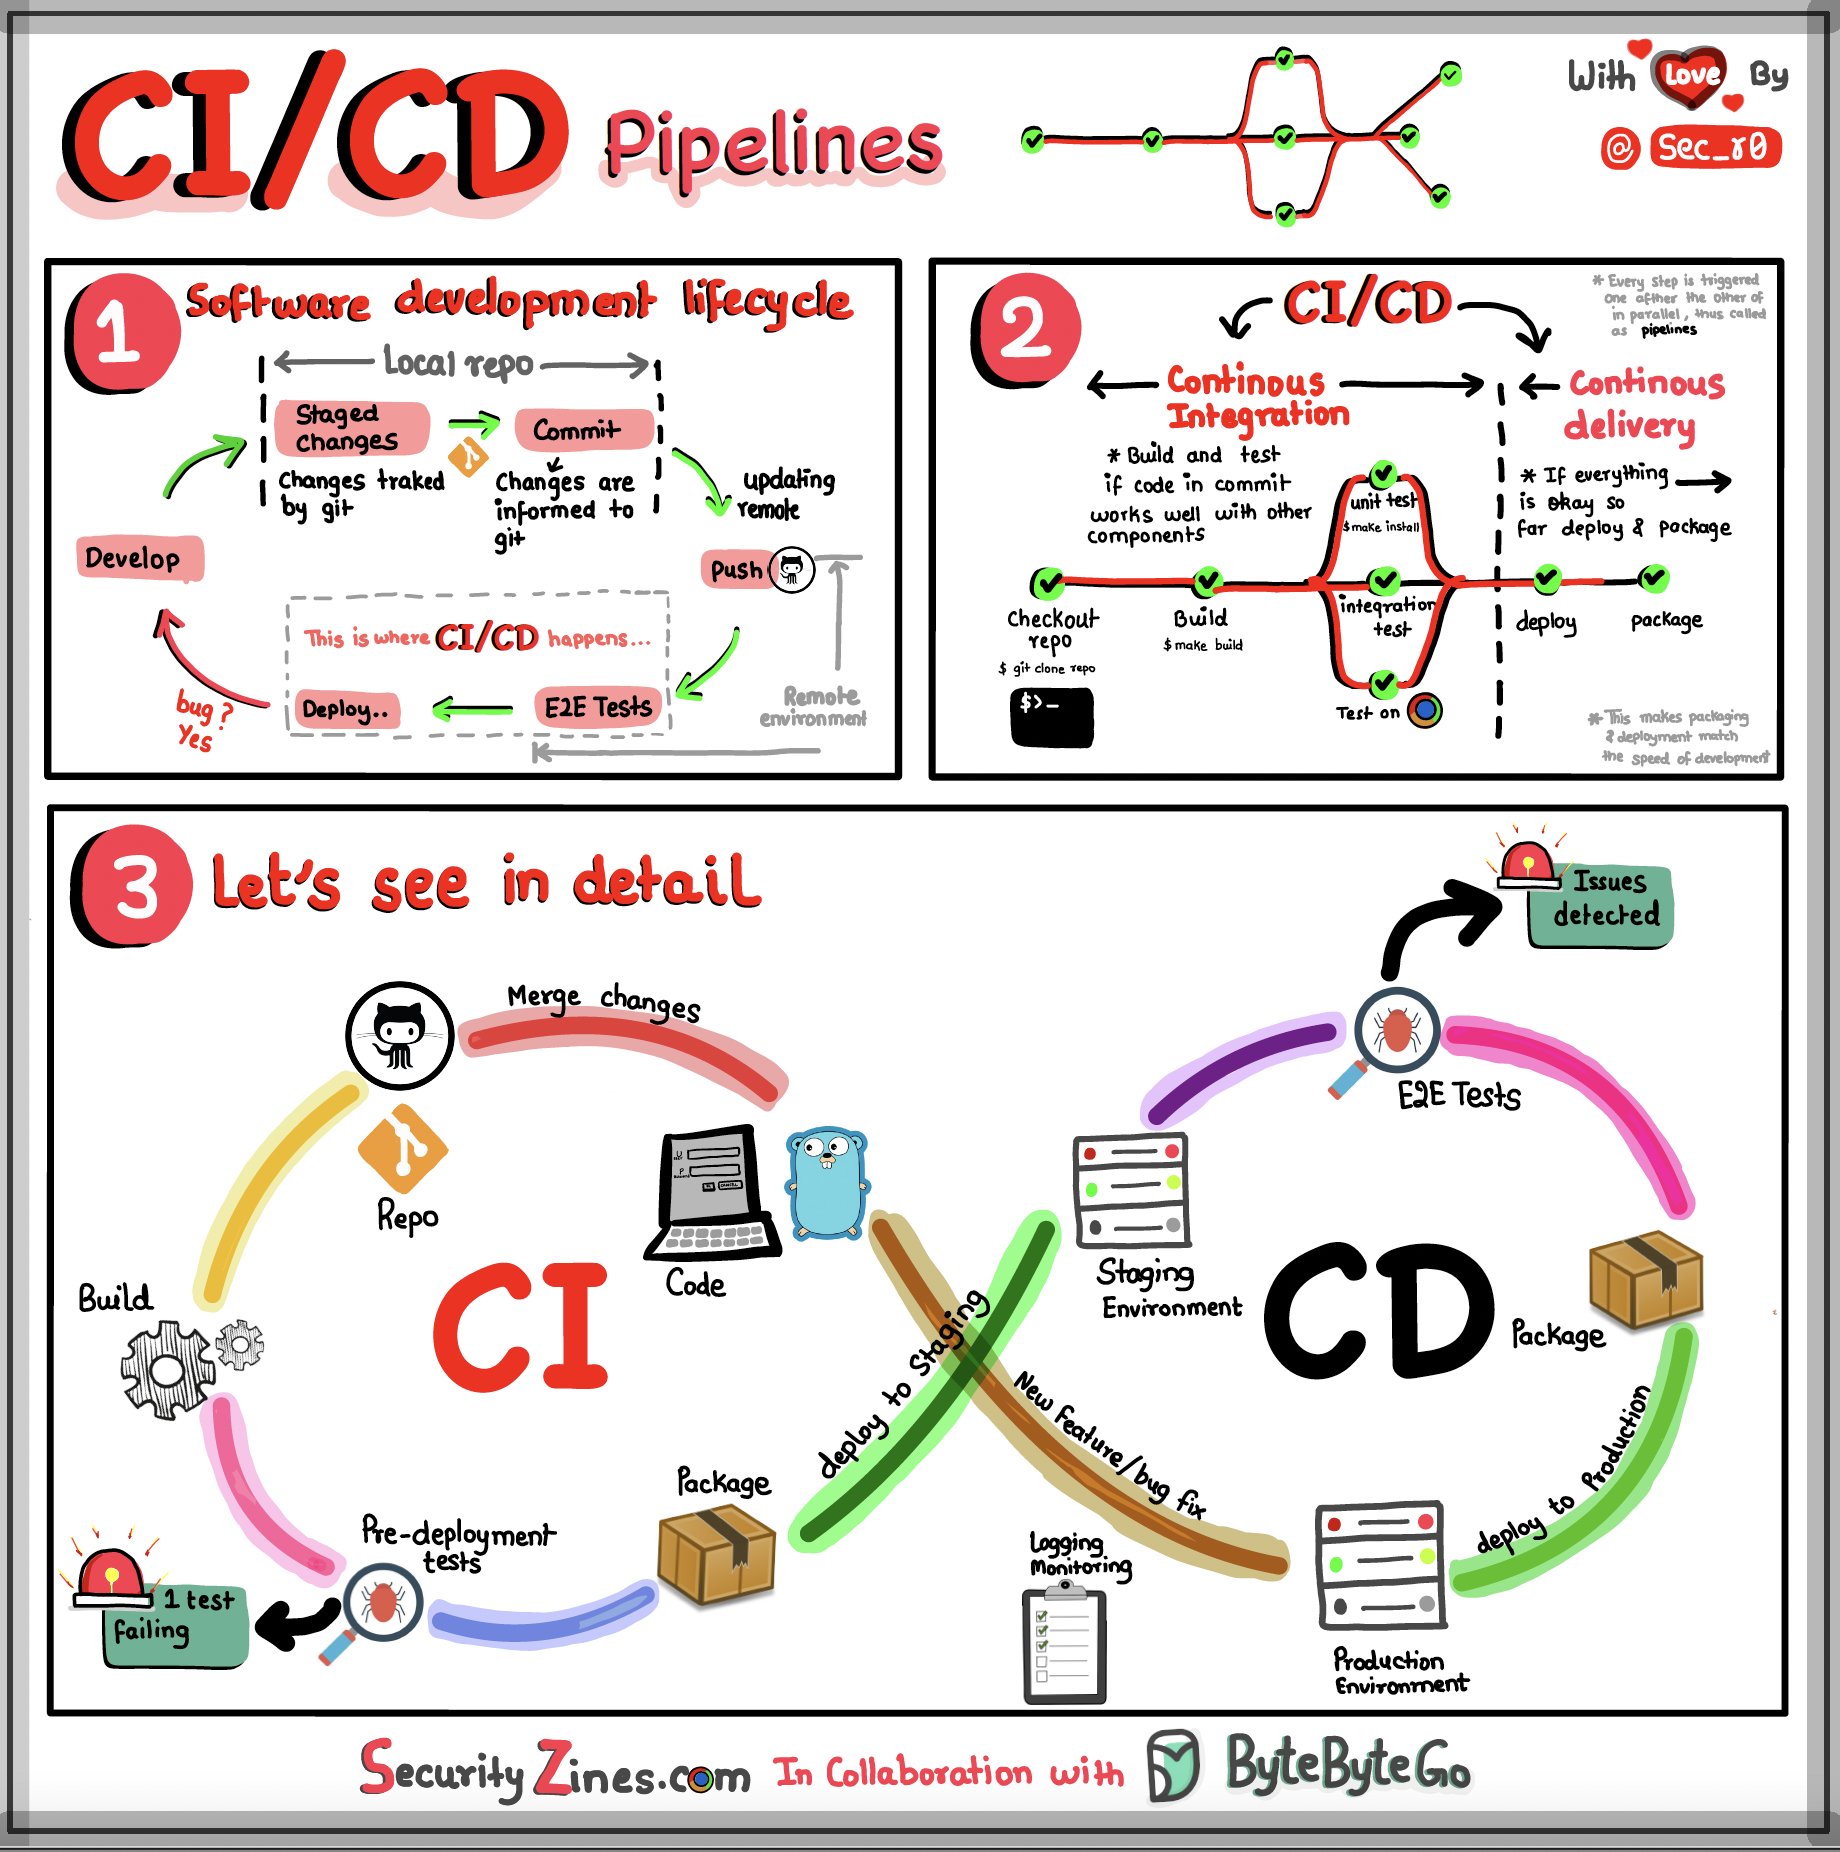 CI/CD Pipelines
With Love By
@ Sec_r0
1
Software development lifecycle
Local repo
Staged
changes
Commit
Changes traked
by git
Changes are
informed to
git
updating
remote
Develop
Push
This is where CI/CD happens...
Deploy..
E2E Tests
bug?
Yes
Remote
environment
2
CI/CD
* Every step is triggered
one afther the other of
in parallel, thus called
as pipelines
Continous
Integration
Continous
delivery
* Build and test
if code in commit
works well with other
components
* If everything
is okay so
far deploy & package
unit test
$make install
Checkout
repo
$ git clone repo
$>_
Build
$ make build
integration
test
Test on
deploy
package
* This makes packaging
& deployment match
the speed of development
3
Let's see in detail
Issues
detected
Merge changes
E2E Tests
Repo
Code
CANCEL
Build
CI
Staging
Environment
CD
Package
deploy to Staging
New feature/bug fix
deploy to Production
Package
Pre-deployment
tests
1 test
failing
Logging
Monitoring
Production
Environment
SecurityZines.com In Collaboration with ByteByteGo